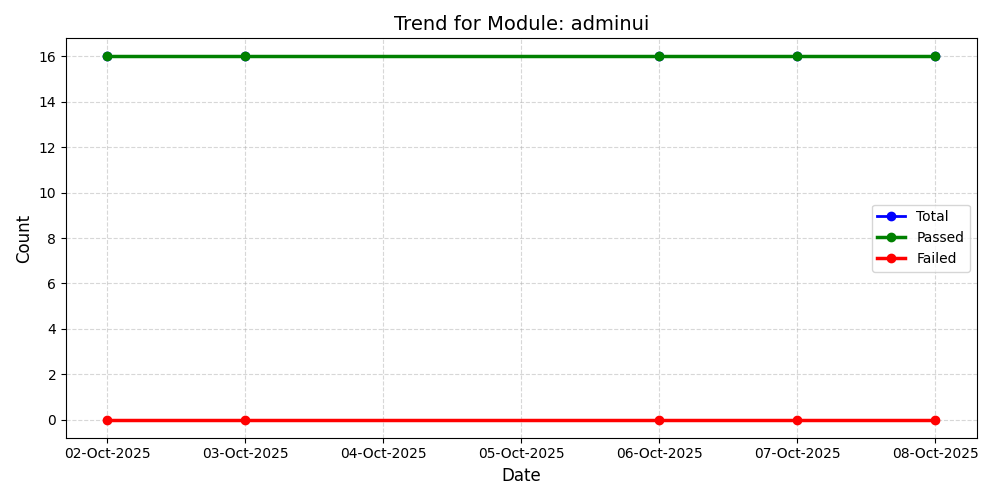 Trend for Module: adminui
16
14
12
10
8
6
4
2
0
Count
Total
Passed
Failed
02-Oct-2025 03-Oct-2025 04-Oct-2025 05-Oct-2025 06-Oct-2025 07-Oct-2025 08-Oct-2025
Date